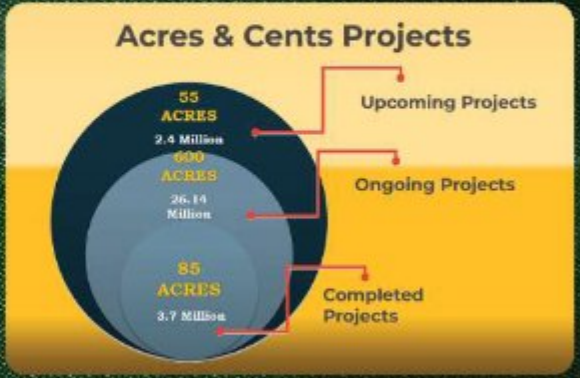 Acres & Cents Projects
55
ACRES
2.4 Million
Upcoming Projects
600
ACRES
26.14
Million
Ongoing Projects
85
ACRES
3.7 Million
Completed
Projects